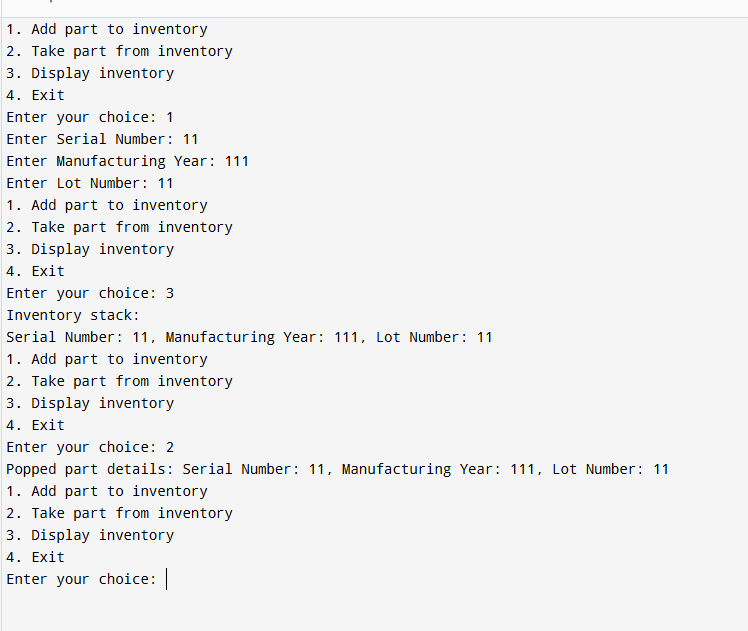 1. Add part to inventory
2. Take part from inventory
3. Display inventory
4. Exit
Enter your choice: 1
Enter Serial Number: 11
Enter Manufacturing Year: 111
Enter Lot Number: 11
1. Add part to inventory
2. Take part from inventory
3. Display inventory
4. Exit
Enter your choice: 3
Inventory stack:
Serial Number: 11, Manufacturing Year: 111, Lot Number: 11
1. Add part to inventory
2. Take part from inventory
3. Display inventory
4. Exit
Enter your choice: 2
Popped part details: Serial Number: 11, Manufacturing Year: 111, Lot Number: 11
1. Add part to inventory
2. Take part from inventory
3. Display inventory
4. Exit
Enter your choice: